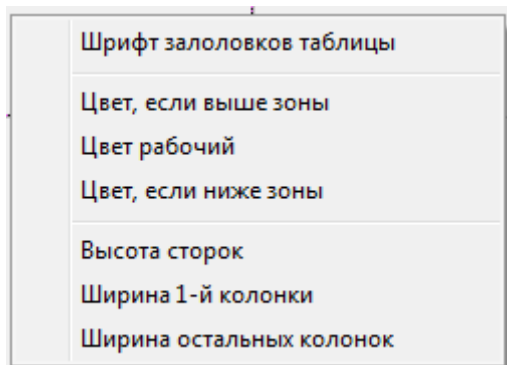 Шрифт залоловков таблицы
Цвет, если выше зоны
Цвет рабочий
Цвет, если ниже зоны
Высота сторок
Ширина 1-й колонки
Ширина остальных колонок